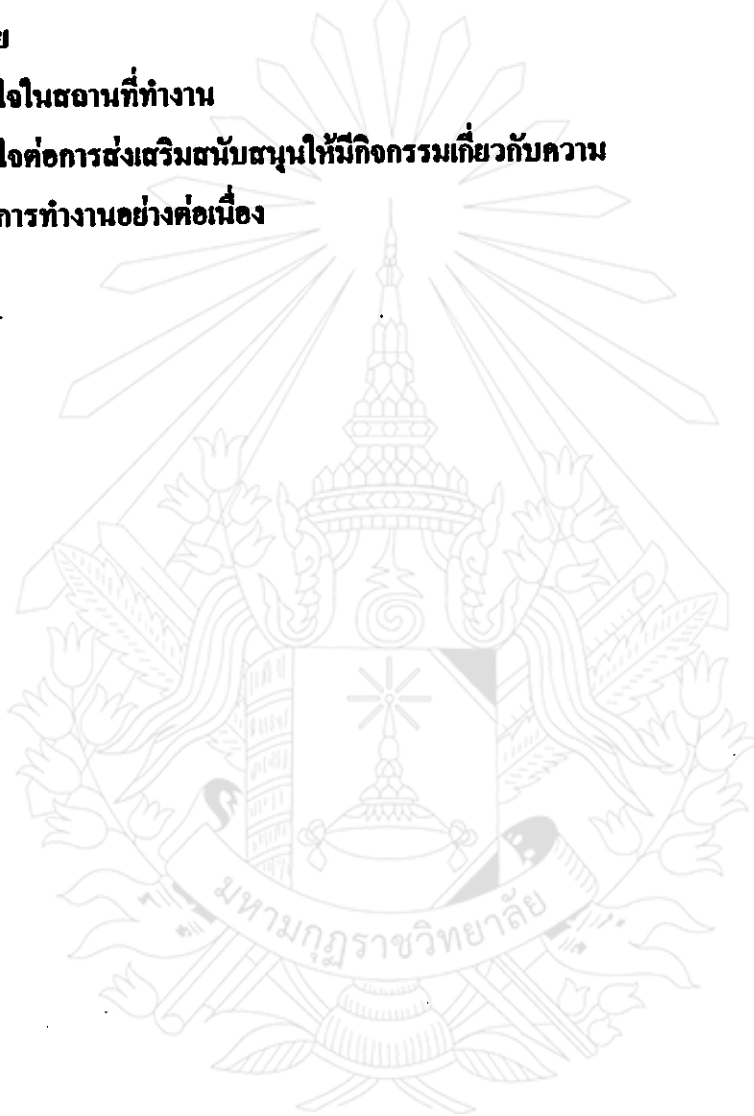 ย
ใจในสถานที่ทำงาน
ใจต่อการส่งเสริมสนับสนุนให้มีกิจกรรมเกี่ยวกับความ
การทำงานอย่างต่อเนื่อง
มหามกุฏราชวิทยาลัย